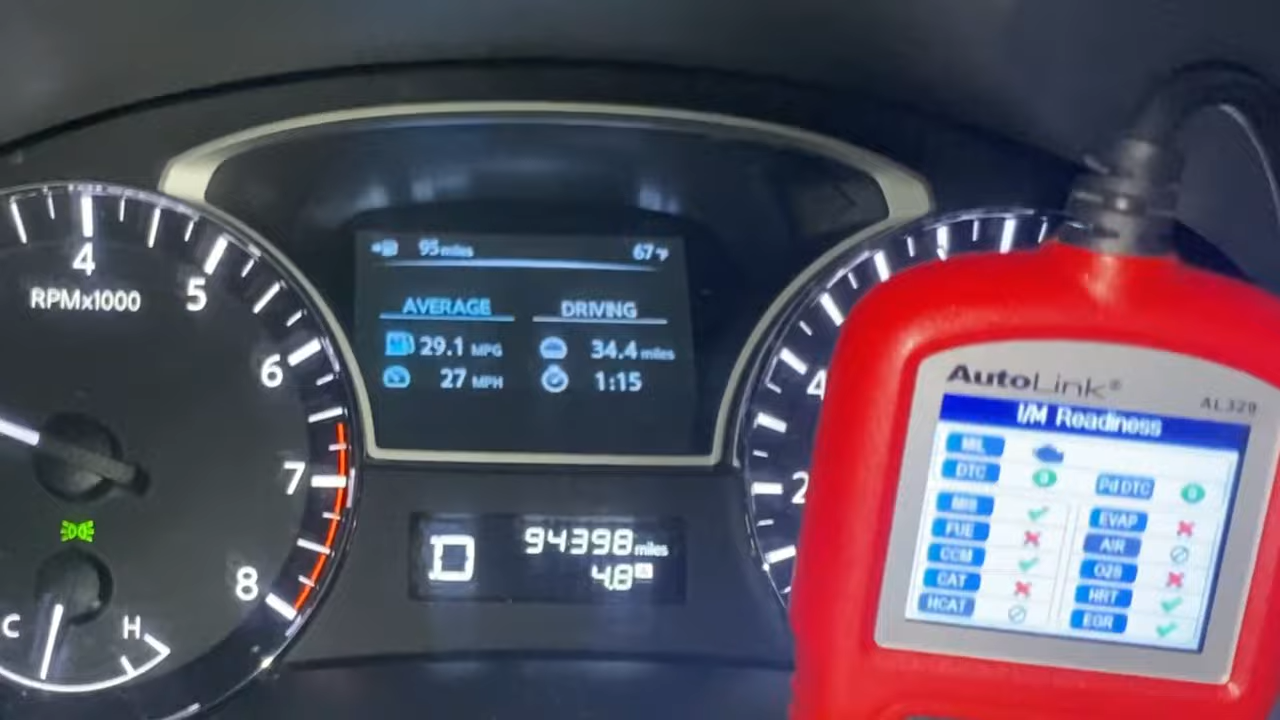 4
RPMx1000
5
6
7
8
C
H
95 miles
67°F
AVERAGE
DRIVING
29.1 MPG
34.4 miles
27 MPH
1:15
94398 miles
4.8 A
4
2
AutoLink®
AL329
I/M Readiness
MIL
DTC 0
Pd DTC 0
MIS
EVAP
FUE
AIR
CCM
O2S
CAT
HRT
HCAT
EGR